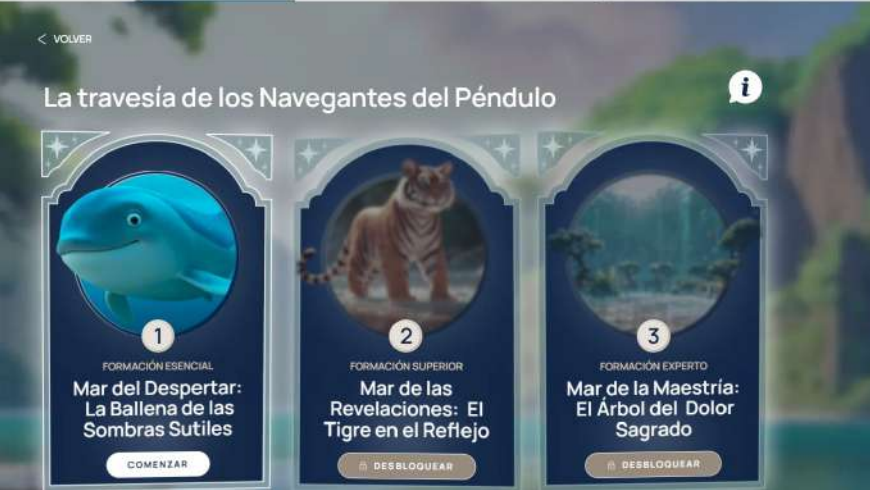 < VOLVER
La travesía de los Navegantes del Péndulo
i
1
FORMACIÓN ESENCIAL
Mar del Despertar:
La Ballena de las
Sombras Sutiles
COMENZAR
2
FORMACIÓN SUPERIOR
Mar de las
Revelaciones: El
Tigre en el Reflejo
DESBLOQUEAR
3
FORMACIÓN EXPERTO
Mar de la Maestría:
El Árbol del Dolor
Sagrado
DESBLOQUEAR